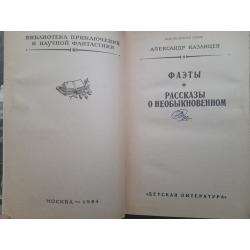 БИБЛИОТЕКА ПРИКЛЮЧЕНИЙ
И НАУЧНОЙ ФАНТАСТИКИ
МОСКВА — 1984
АЛЕКСАНДР КАЗАНЦЕВ
ФАЭТЫ
РАССКАЗЫ
О НЕОБЫКНОВЕННОМ
«ДЕТСКАЯ ЛИТЕРАТУРА»